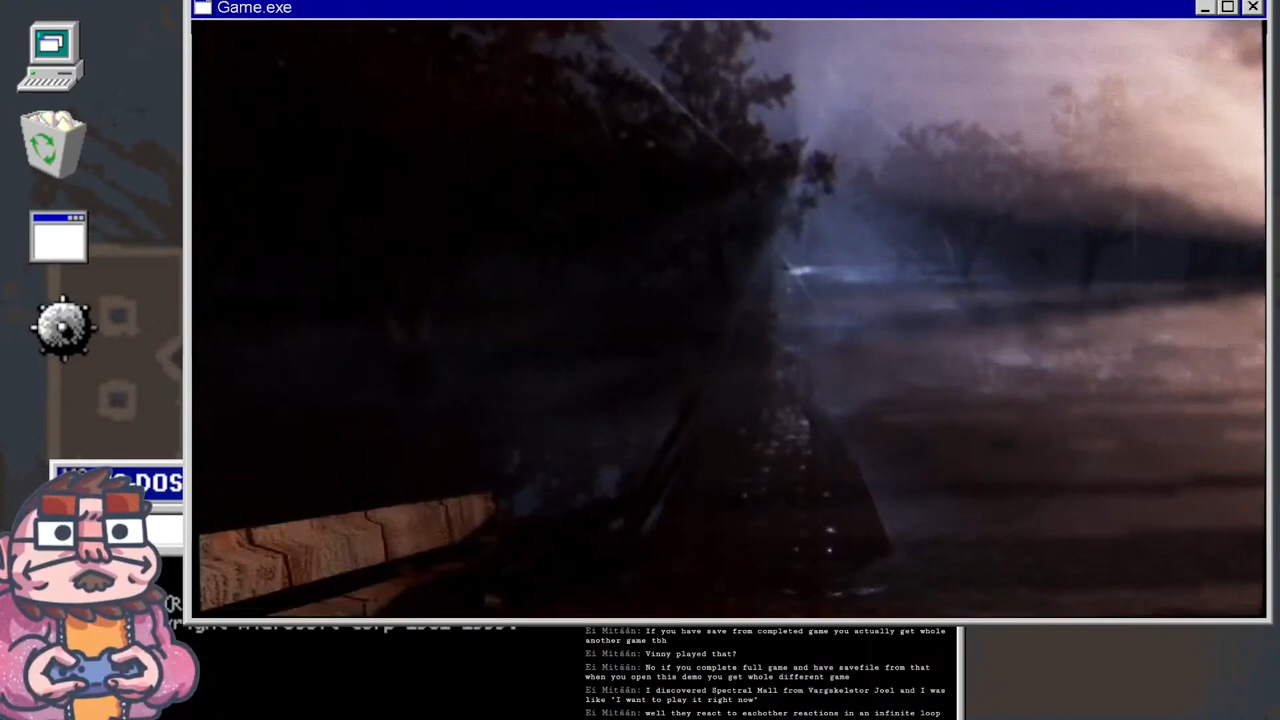 Game.exe
-DOS
Ei Mitään: If you have save from completed game you actually get whole
another game tbh
Ei Mitään: Vinny played that?
Ei Mitään: No if you complete full game and have savefile from that
when you open this demo you get whole different game
Ei Mitään: I discovered Spectral Mall from Vargskeletor Joel and I was
like "I want to play it right now"
Ei Mitään: well they react to eachother reactions in an infinite loop